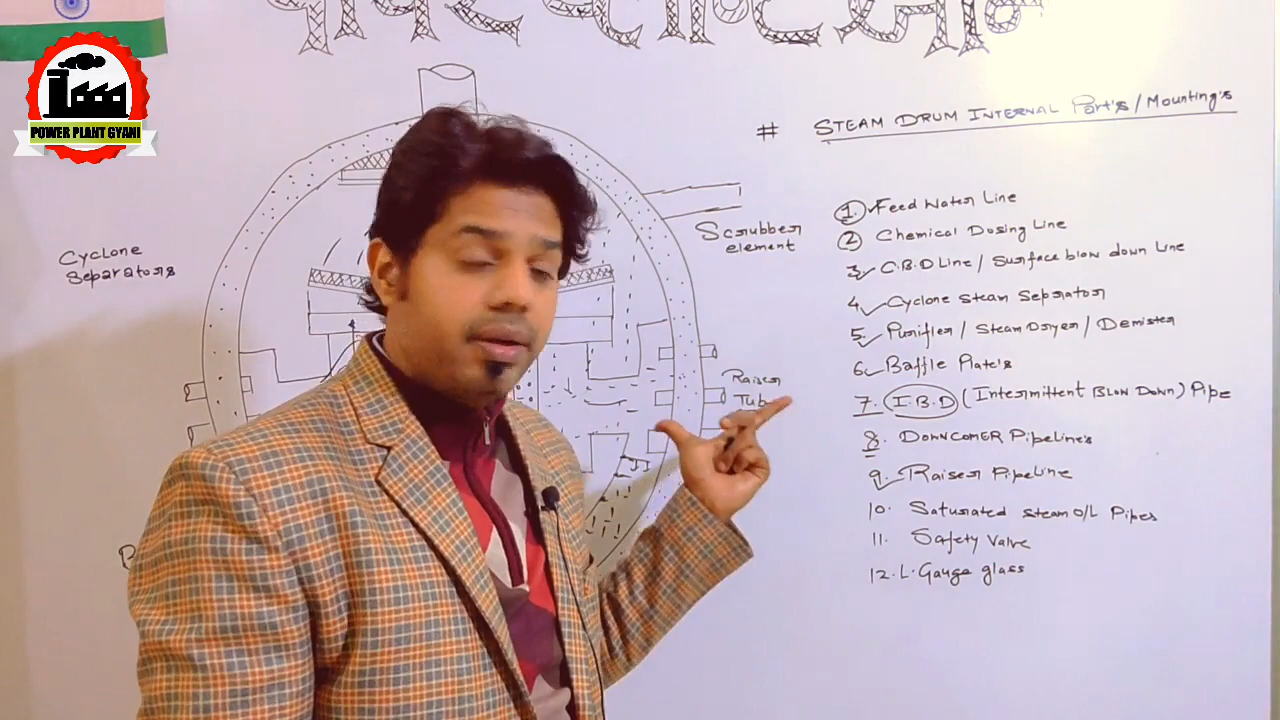 POWER PLANT GYANI
# STEAM DRUM INTERNAL Part's / Mounting's
1. Feed Water Line
2 Chemical Dosing Line
3. C.B.D Line / Surface blow down Line
4. Cyclone Steam Seprator
5. Purifier / Steam Dryer / Demister
6. Baffle Plate's
7. I.B.D (Intermittent Blow Down) Pipe
8. DOWNCOMER Pipeline's
9. Raiser Pipeline
10. Saturated steam O/L Pipes
11. Safety Valve
12. L. Gauge glass
Cyclone
Separators
Scrubber
element
Raiser